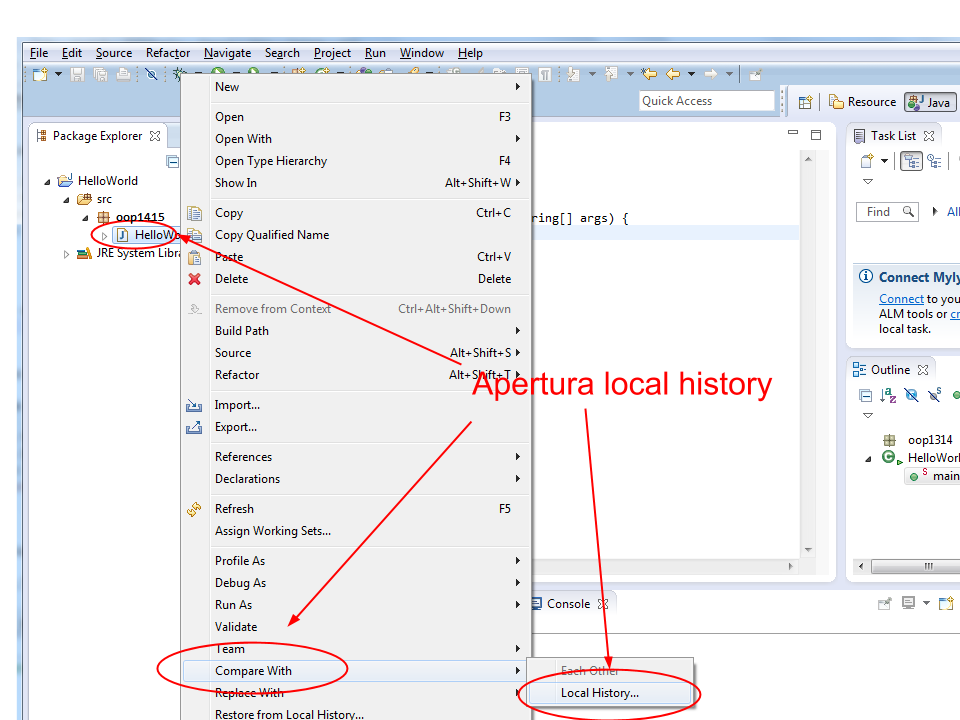 File Edit Source Refactor Navigate Search Project Run Window Help
Quick Access
Resource
Java
Package Explorer
Task List
HelloWorld
src
oop1415
HelloWo
JRE System Libra
New
Open F3
Open With
Open Type Hierarchy F4
Show In Alt+Shift+W
Copy Ctrl+C
Copy Qualified Name
Paste Ctrl+V
Delete Delete
Remove from Context Ctrl+Alt+Shift+Down
Build Path
Source Alt+Shift+S
Refactor Alt+Shift+T
Import...
Export...
References
Declarations
Refresh F5
Assign Working Sets...
Profile As
Debug As
Run As
Validate
Team
Compare With
Replace With
Restore from Local History...
Each Other
Local History...
Apertura local history
ring[] args) {
Find
All
Connect Myly
Connect to you
ALM tools or cr
local task.
Outline
oop1314
HelloWorl
main
Console